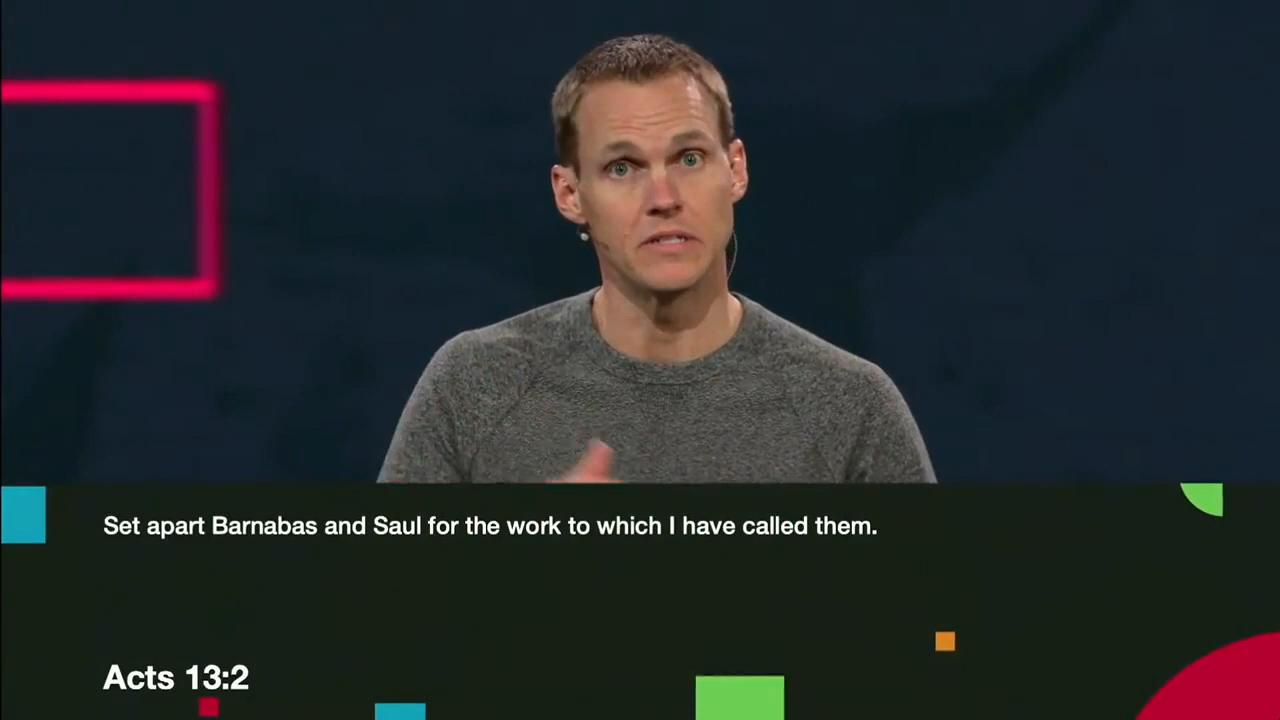 Set apart Barnabas and Saul for the work to which I have called them.
Acts 13:2